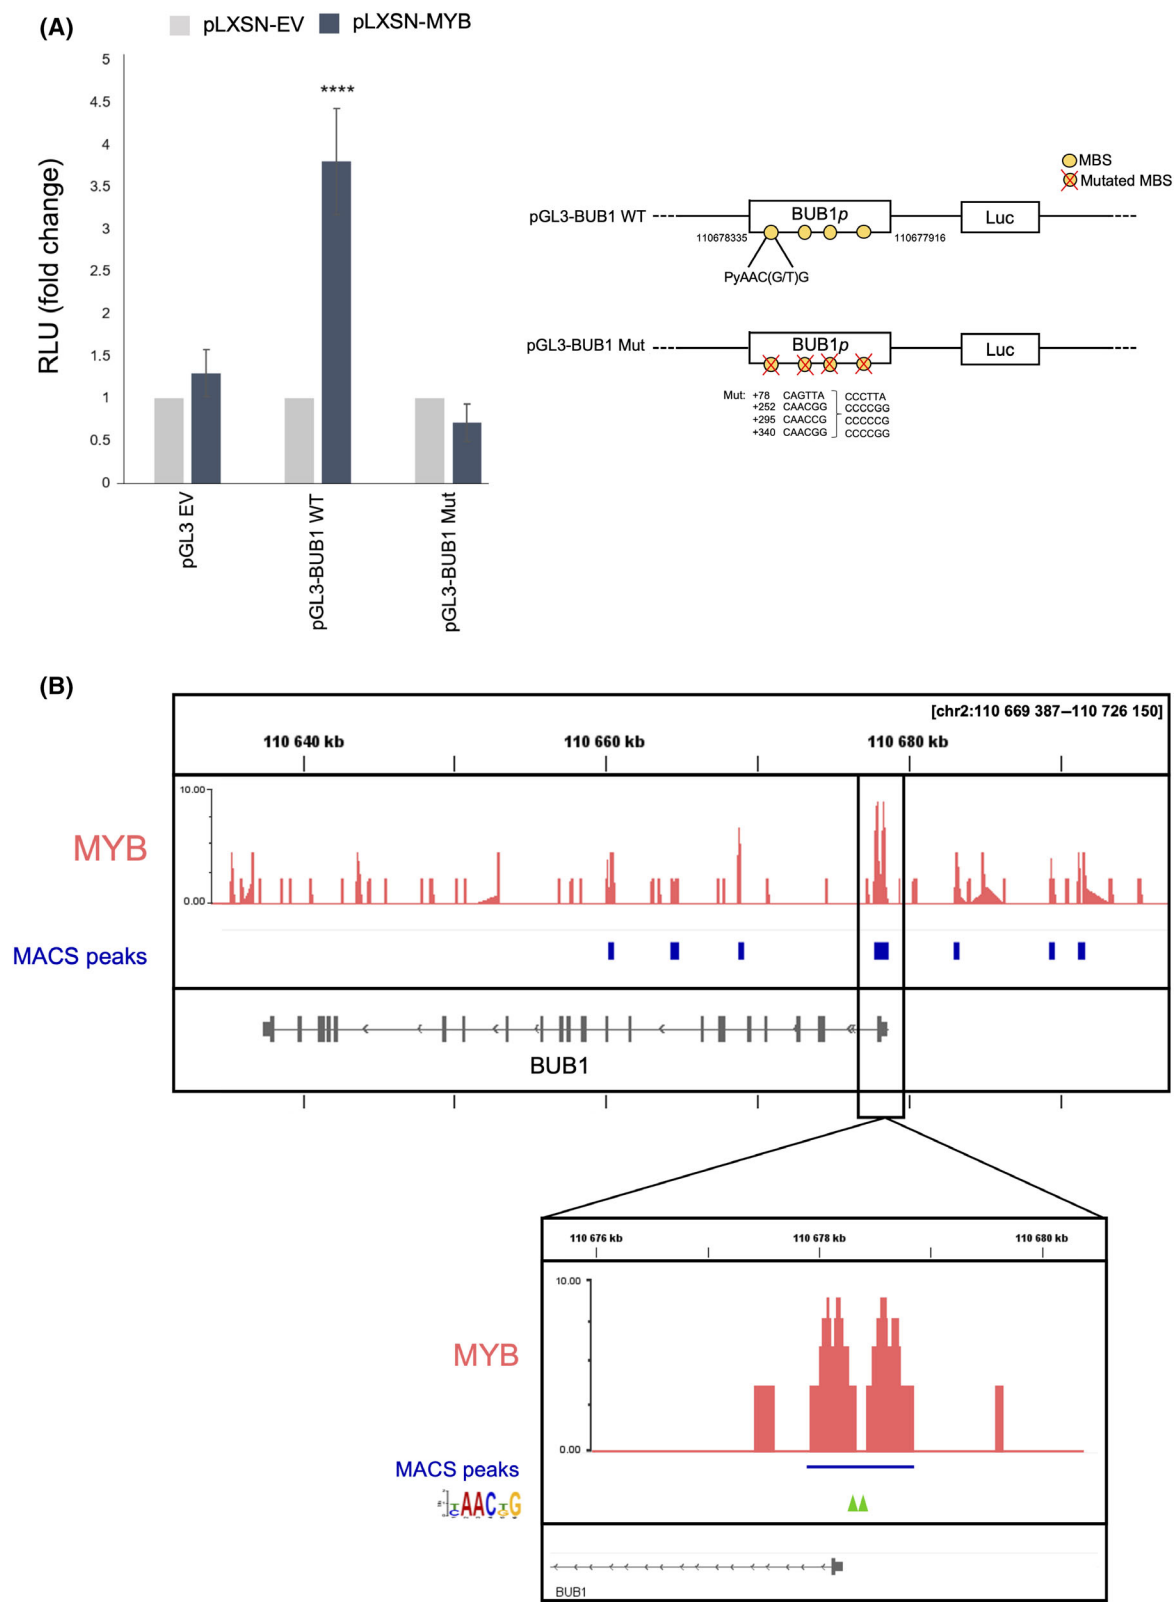 (A)
pLXSN-EV pLXSN-MYB
RLU (fold change)
5
4.5
4
3.5
3
2.5
2
1.5
1
0.5
0
****
pGL3 EV
pGL3-BUB1 WT
pGL3-BUB1 Mut
MBS
Mutated MBS
pGL3-BUB1 WT
BUB1p
Luc
110678335
110677916
PyAAC(G/T)G
pGL3-BUB1 Mut
BUB1p
Luc
Mut: +78 CAGTTA CCCTTA
+252 CAACGG CCCCGG
+295 CAACCG CCCCCG
+340 CAACGG CCCCGG
(B)
[chr2:110 669 387–110 726 150]
110 640 kb 110 660 kb 110 680 kb
10.00
MYB
0.00
MACS peaks
BUB1
110 676 kb 110 678 kb 110 680 kb
10.00
MYB
0.00
MACS peaks
AAC G
BUB1